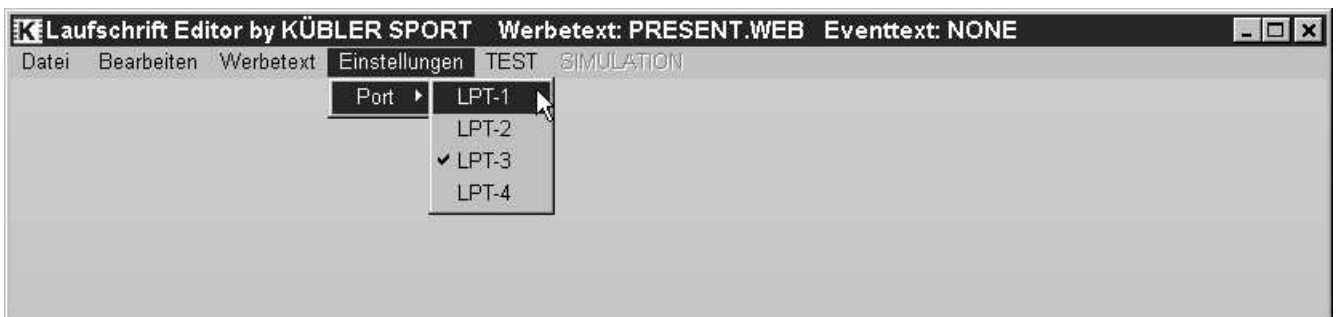 Laufschrift Editor by KÜBLER SPORT Werbetext: PRESENT.WEB Eventtext: NONE
Datei Bearbeiten Werbetext Einstellungen TEST SIMULATION
Port LPT-1
LPT-2
LPT-3
LPT-4